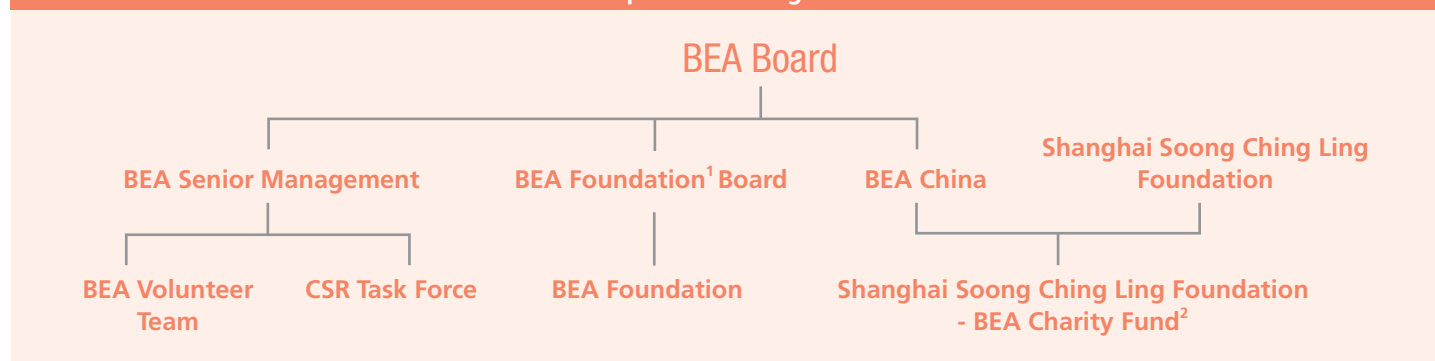 BEA Board
Shanghai Soong Ching Ling
Foundation
BEA Senior Management
BEA Foundation¹ Board
BEA China
BEA Volunteer
Team
CSR Task Force
BEA Foundation
Shanghai Soong Ching Ling Foundation
- BEA Charity Fund²